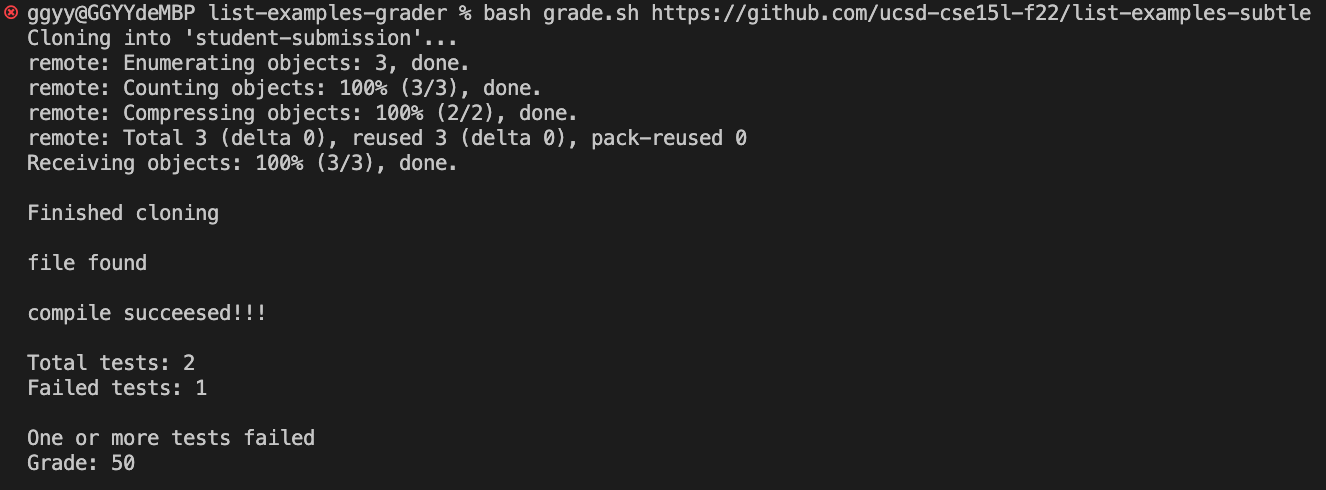 ggyy@GGYYdeMBP list-examples-grader % bash grade.sh https://github.com/ucsd-cse15l-f22/list-examples-subtle
Cloning into 'student-submission'...
remote: Enumerating objects: 3, done.
remote: Counting objects: 100% (3/3), done.
remote: Compressing objects: 100% (2/2), done.
remote: Total 3 (delta 0), reused 3 (delta 0), pack-reused 0
Receiving objects: 100% (3/3), done.
Finished cloning
file found
compile succeesed!!!
Total tests: 2
Failed tests: 1
One or more tests failed
Grade: 50